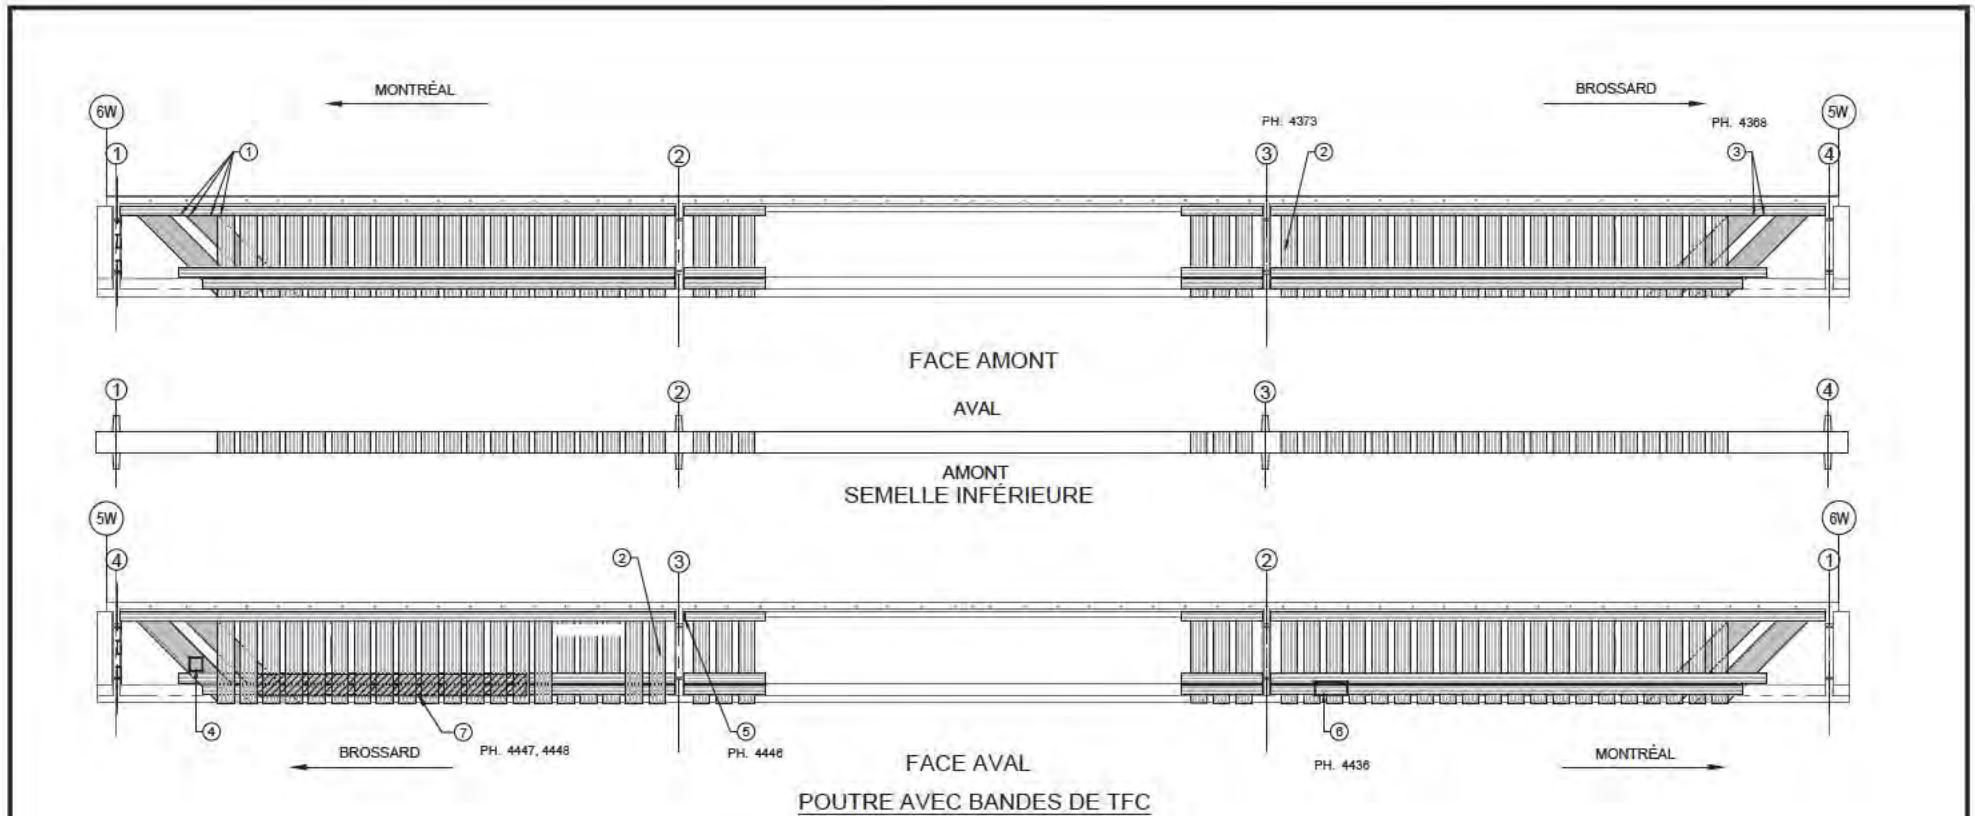 MONTRÉAL
BROSSARD
6W
PH. 4373
PH. 4368
5W
1
1
2
3
2
3
4
FACE AMONT
1
2
AVAL
3
4
AMONT
SEMELLE INFÉRIEURE
5W
6W
4
2
3
2
1
4
7
PH. 4447, 4448
5
PH. 4446
6
PH. 4436
BROSSARD
FACE AVAL
MONTRÉAL
POUTRE AVEC BANDES DE TFC